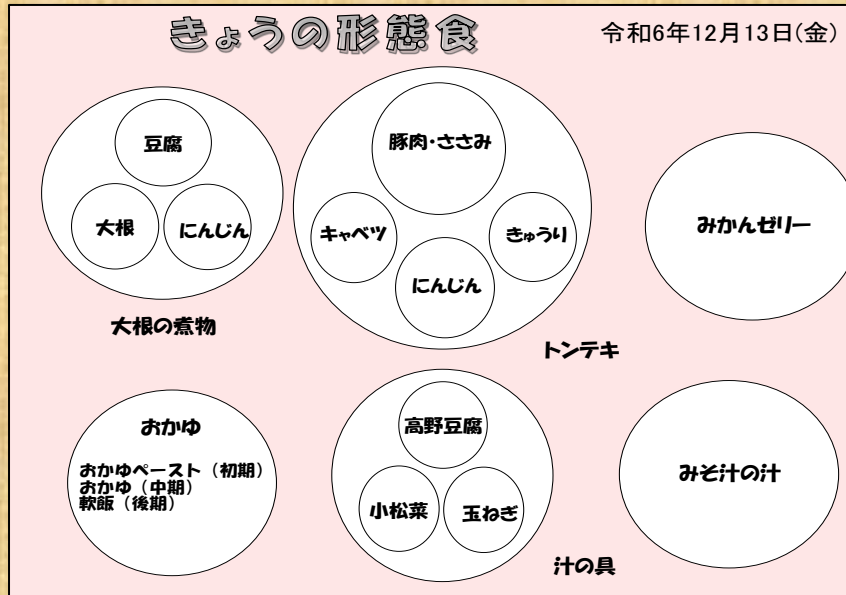 きょうの形態食
令和6年12月13日(金)
豆腐
大根
にんじん
大根の煮物
豚肉・ささみ
キャベツ
きゅうり
にんじん
トンテキ
みかんゼリー
おかゆ
おかゆペースト（初期）
おかゆ（中期）
軟飯（後期）
高野豆腐
小松菜
玉ねぎ
汁の具
みそ汁の汁